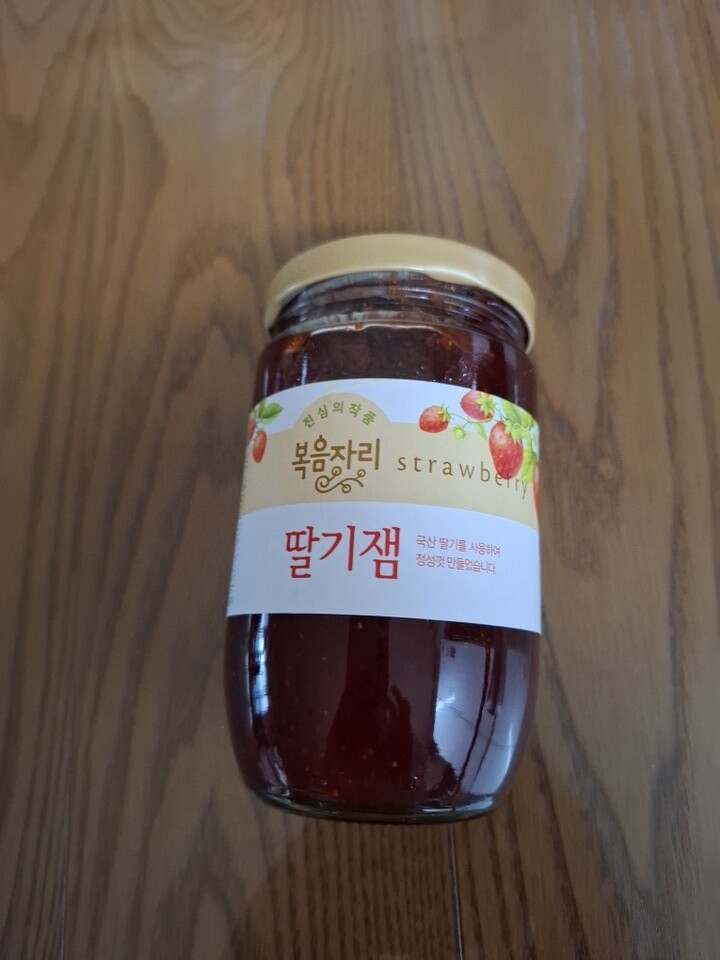 진심의작품
복음자리 strawberry
딸기잼
국산 딸기를 사용하여
정성껏 만들었습니다.